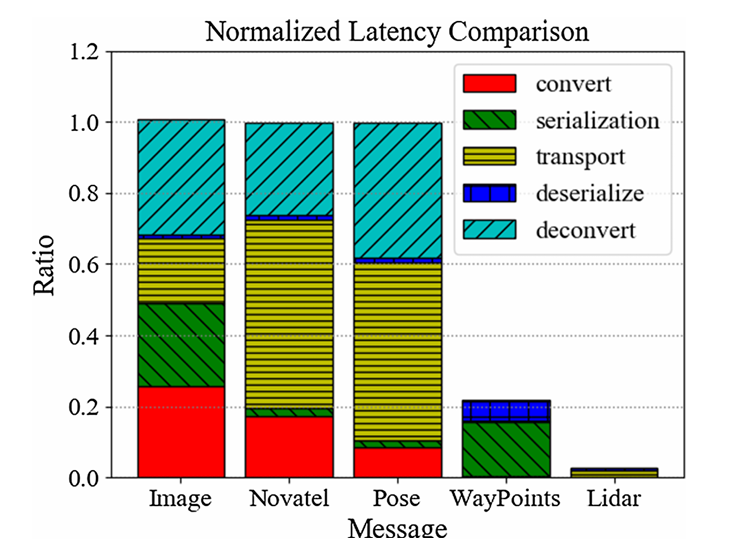 Normalized Latency Comparison
1.2
1.0
0.8
0.6
0.4
0.2
0.0
Ratio
convert
serialization
transport
deserialize
deconvert
Image Novatel Pose WayPoints Lidar
Message